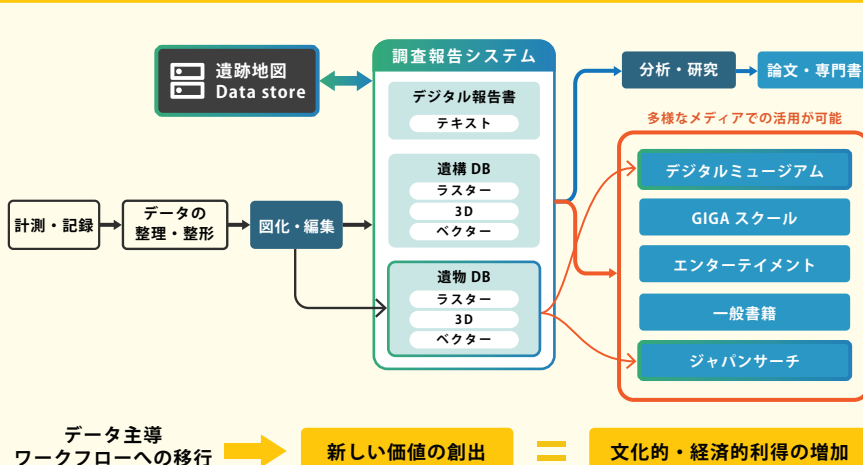 遺跡地図
Data store
調査報告システム
デジタル報告書
テキスト
遺構 DB
ラスター
3D
ベクター
遺物 DB
ラスター
3D
ベクター
計測・記録
データの
整理・整形
図化・編集
分析・研究
論文・専門書
多様なメディアでの活用が可能
デジタルミュージアム
GIGA スクール
エンターテイメント
一般書籍
ジャパンサーチ
データ主導
ワークフローへの移行
新しい価値の創出
文化的・経済的利得の増加